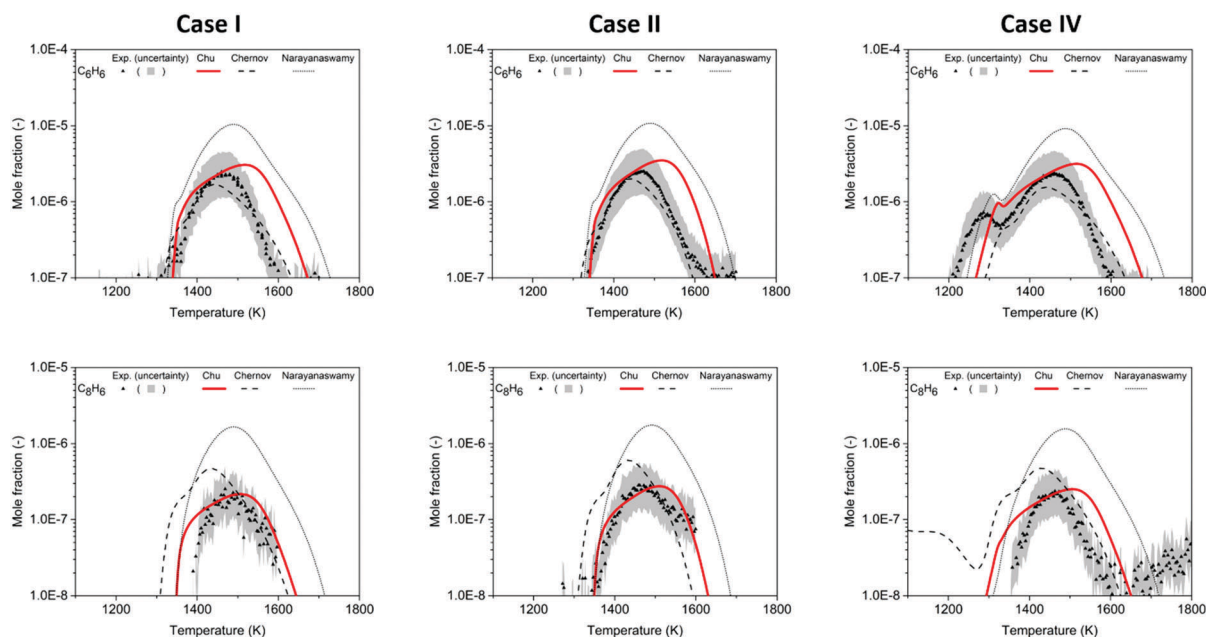 Case I
Case II
Case IV
Exp. (uncertainty) Chu Chernov Narayanaswamy
C6H6 ( )
1.0E-4
1.0E-5
1.0E-6
1.0E-7
Mole fraction (-)
1200 1400 1600 1800
Temperature (K)
Exp. (uncertainty) Chu Chernov Narayanaswamy
C6H6 ( )
1.0E-4
1.0E-5
1.0E-6
1.0E-7
Mole fraction (-)
1200 1400 1600 1800
Temperature (K)
Exp. (uncertainty) Chu Chernov Narayanaswamy
C6H6 ( )
1.0E-4
1.0E-5
1.0E-6
1.0E-7
Mole fraction (-)
1200 1400 1600 1800
Temperature (K)
Exp. (uncertainty) Chu Chernov Narayanaswamy
C8H6 ( )
1.0E-5
1.0E-6
1.0E-7
1.0E-8
Mole fraction (-)
1200 1400 1600 1800
Temperature (K)
Exp. (uncertainty) Chu Chernov Narayanaswamy
C8H6 ( )
1.0E-5
1.0E-6
1.0E-7
1.0E-8
Mole fraction (-)
1200 1400 1600 1800
Temperature (K)
Exp. (uncertainty) Chu Chernov Narayanaswamy
C8H6 ( )
1.0E-5
1.0E-6
1.0E-7
1.0E-8
Mole fraction (-)
1200 1400 1600 1800
Temperature (K)